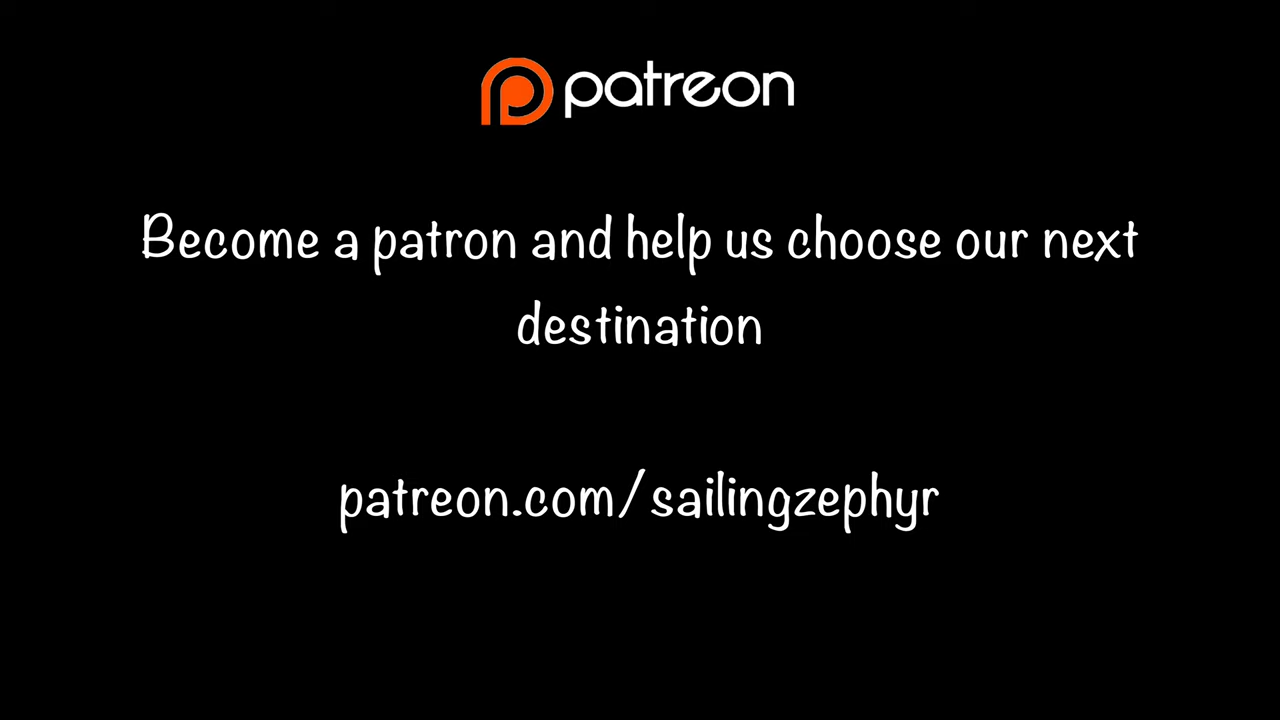 patreon
Become a patron and help us choose our next
destination
patreon.com/sailingzephyr